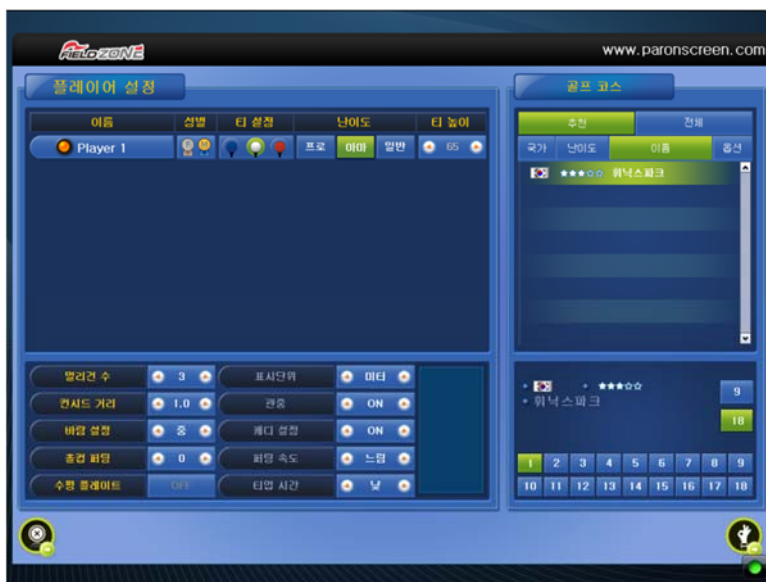 FIELDZONE
www.paronscreen.com
플레이어 설정
이름 성별 티 설정 난이도 티 높이
Player 1 프로 아마 일반 65
멀리건 수 3 표시단위 미터
컨시드 거리 1.0 관중 ON
바람 설정 중 캐디 설정 ON
홀컵 퍼팅 0 퍼팅 속도 느림
수평 플레이트 OFF 티업 시간 낮
골프 코스
추천 전체
국가 난이도 이름 옵션
★★★☆☆ 휘닉스파크
★★★☆☆
휘닉스파크
9
18
1 2 3 4 5 6 7 8 9
10 11 12 13 14 15 16 17 18